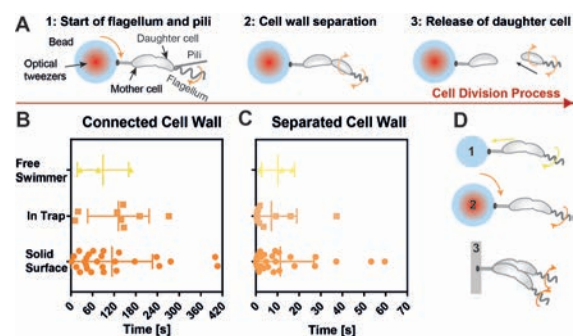 A
1: Start of flagellum and pili
2: Cell wall separation
3: Release of daughter cell
Bead
Daughter cell
Pili
Optical
tweezers
Mother cell
Flagellum
Cell Division Process
B
Connected Cell Wall
C
Separated Cell Wall
D
Free
Swimmer
In Trap
Solid
Surface
0 60 120 180 240 300 360 420
Time [s]
0 10 20 30 40 50 60 70
Time [s]
1
2
3